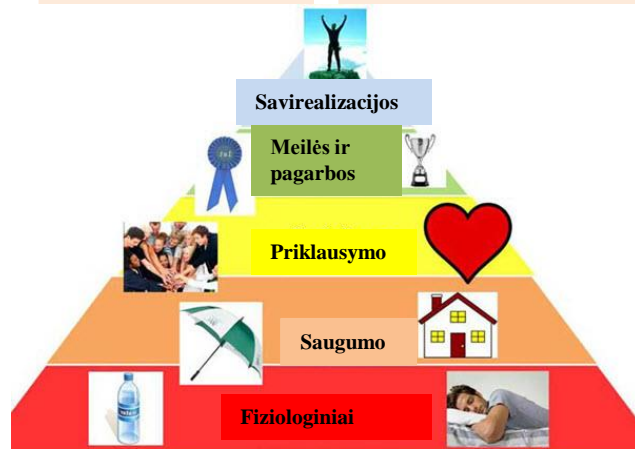 Savirealizacijos
Meilės ir
pagarbos
Priklausymo
Saugumo
Fiziologiniai